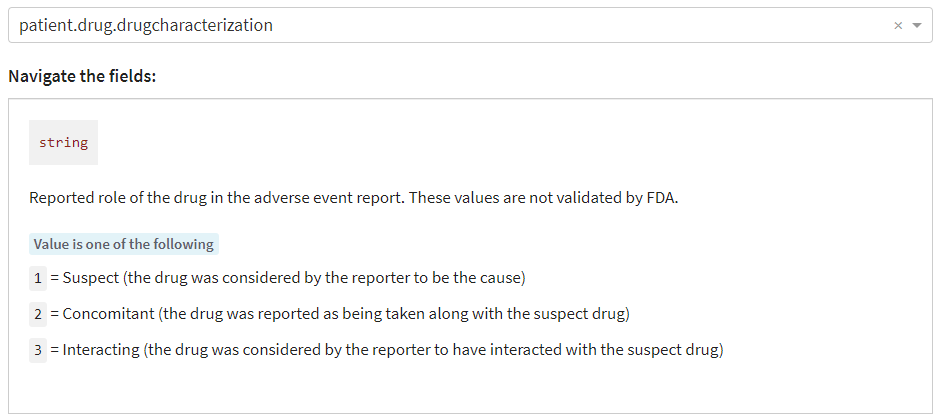 patient.drug.drugcharacterization
Navigate the fields:
string
Reported role of the drug in the adverse event report. These values are not validated by FDA.
Value is one of the following
1 = Suspect (the drug was considered by the reporter to be the cause)
2 = Concomitant (the drug was reported as being taken along with the suspect drug)
3 = Interacting (the drug was considered by the reporter to have interacted with the suspect drug)